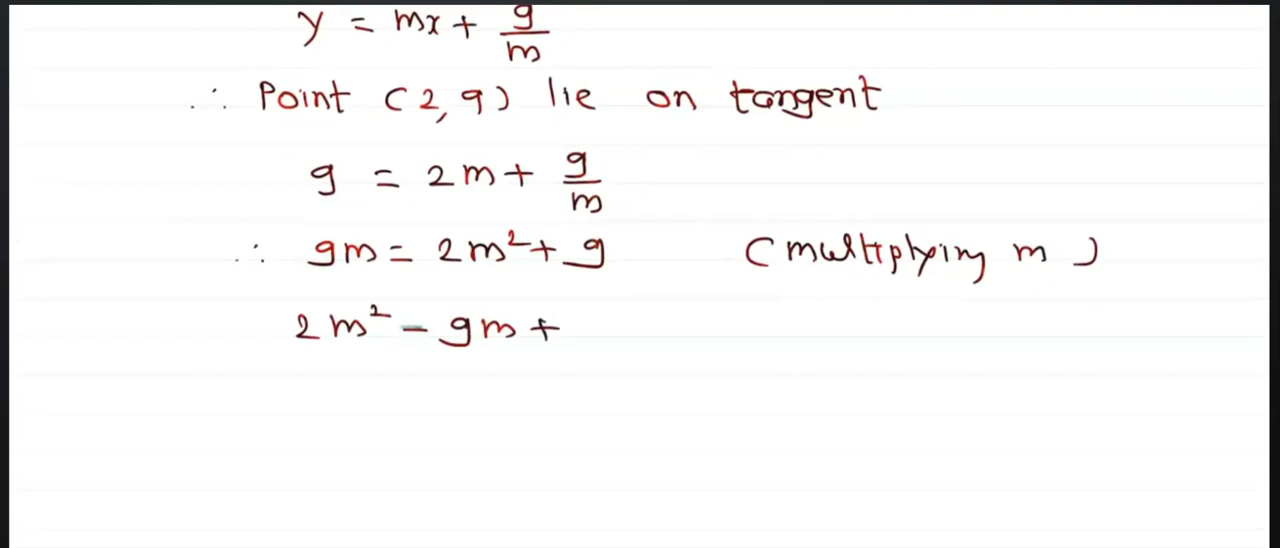 y = mx + 9/m
∴ Point (2, 9) lie on tangent
9 = 2m + 9/m
∴ 9m = 2m² + 9 (multiplying m)
2m² - 9m +